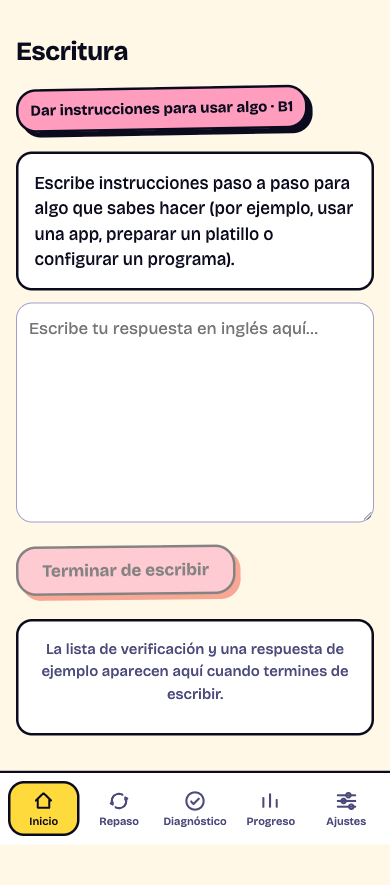 Escritura
Dar instrucciones para usar algo · B1
Escribe instrucciones paso a paso para
algo que sabes hacer (por ejemplo, usar
una app, preparar un platillo o
configurar un programa).
Escribe tu respuesta en inglés aquí...
Terminar de escribir
La lista de verificación y una respuesta de
ejemplo aparecen aquí cuando termines de
escribir.
Inicio
Repaso
Diagnóstico
Progreso
Ajustes